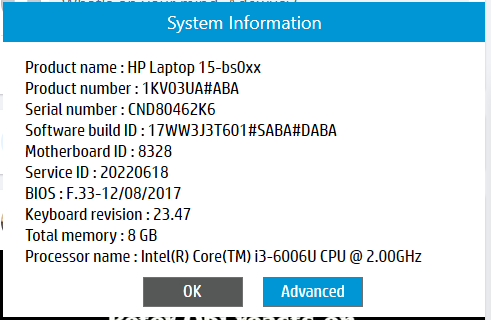 System Information
Product name : HP Laptop 15-bs0xx
Product number : 1KV03UA#ABA
Serial number : CND80462K6
Software build ID : 17WW3J3T601#SABA#DABA
Motherboard ID : 8328
Service ID : 20220618
BIOS : F.33-12/08/2017
Keyboard revision : 23.47
Total memory : 8 GB
Processor name : Intel(R) Core(TM) i3-6006U CPU @ 2.00GHz
OK
Advanced